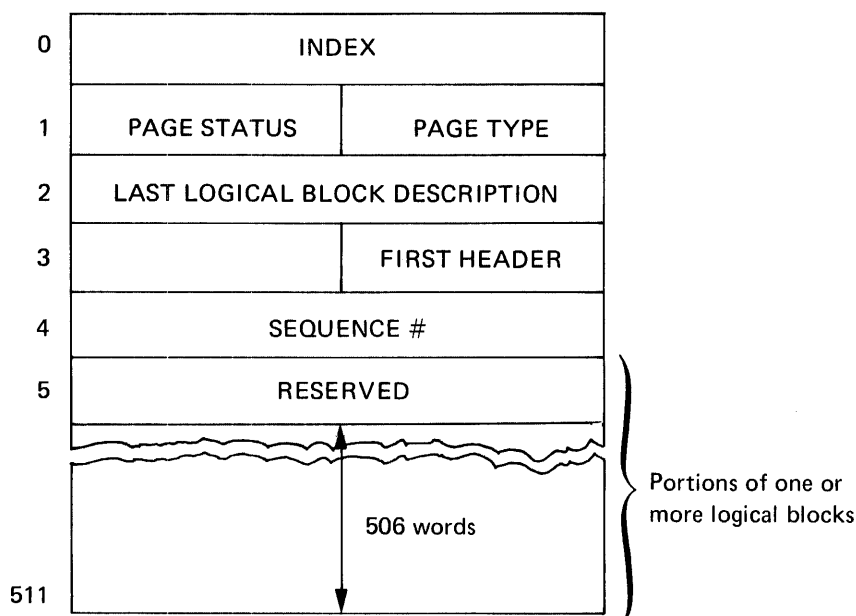 0 INDEX
1 PAGE STATUS PAGE TYPE
2 LAST LOGICAL BLOCK DESCRIPTION
3 FIRST HEADER
4 SEQUENCE #
5 RESERVED
Portions of one or
more logical blocks
506 words
511